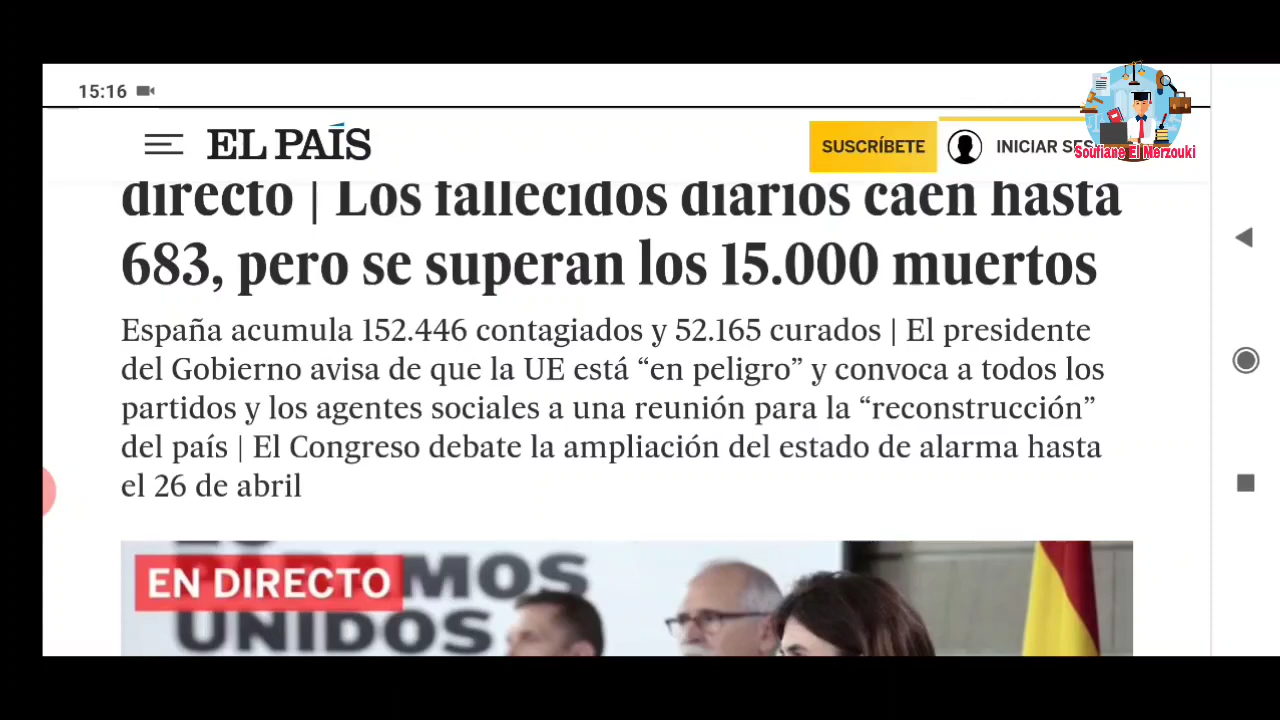 15:16
EL PAÍS
SUSCRÍBETE
INICIAR SES
Soufiane El Merzouki
directo | Los fallecidos diarios caen hasta
683, pero se superan los 15.000 muertos
España acumula 152.446 contagiados y 52.165 curados | El presidente
del Gobierno avisa de que la UE está “en peligro” y convoca a todos los
partidos y los agentes sociales a una reunión para la “reconstrucción”
del país | El Congreso debate la ampliación del estado de alarma hasta
el 26 de abril
EN DIRECTO
UNIDOS